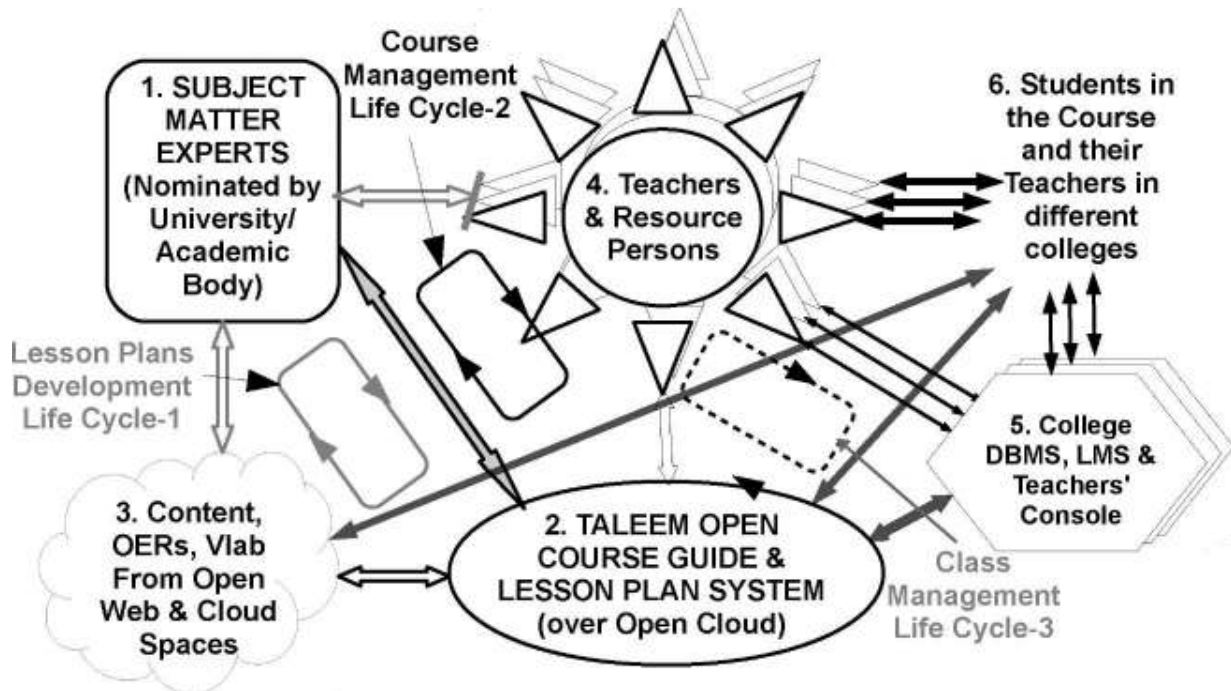 1. SUBJECT
MATTER
EXPERTS
(Nominated by
University/
Academic
Body)
Course
Management
Life Cycle-2
4. Teachers
& Resource
Persons
6. Students in
the Course
and their
Teachers in
different
colleges
Lesson Plans
Development
Life Cycle-1
3. Content,
OERs, Vlab
From Open
Web & Cloud
Spaces
2. TALEEM OPEN
COURSE GUIDE &
LESSON PLAN SYSTEM
(over Open Cloud)
5. College
DBMS, LMS &
Teachers'
Console
Class
Management
Life Cycle-3